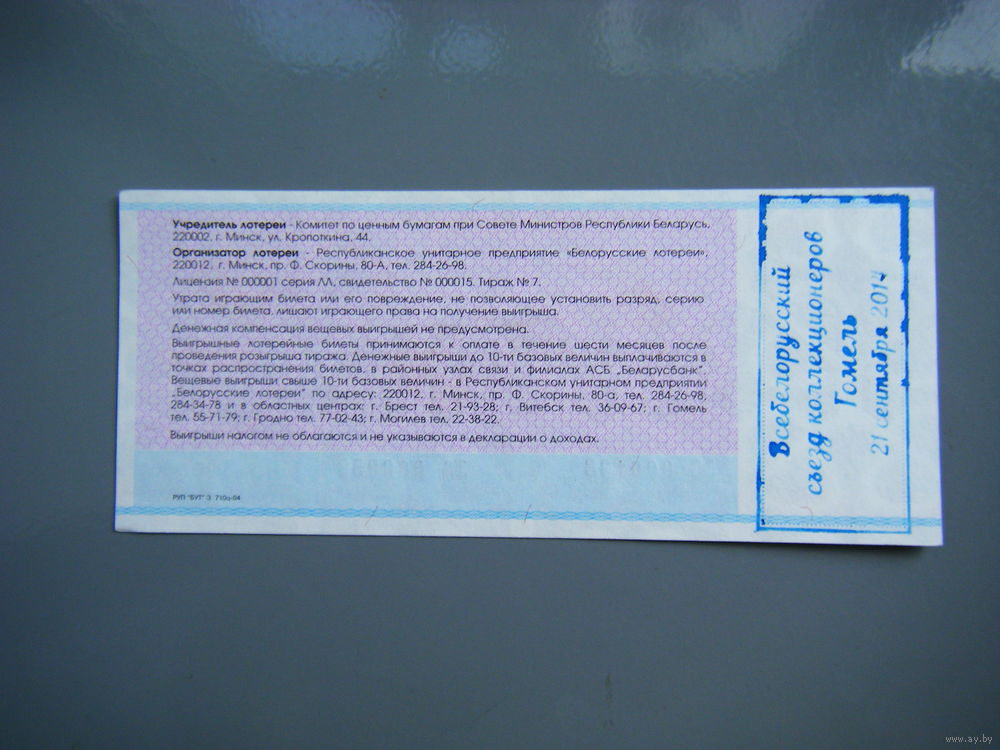 Учредитель лотереи - Комитет по ценным бумагам при Совете Министров Республики Беларусь,
220002, г. Минск, ул. Кропоткина, 44.
Организатор лотереи - Республиканское унитарное предприятие «Белорусские лотереи»,
220012, г. Минск, пр. Ф. Скорины, 80-А, тел. 284-26-98.
Лицензия № 000001 серия ЛЛ, свидетельство № 000015. Тираж № 7.
Утрата играющим билета или его повреждение, не позволяющее установить разряд, серию
или номер билета, лишают играющего права на получение выигрыша.
Денежная компенсация вещевых выигрышей не предусмотрена.
Выигрышные лотерейные билеты принимаются к оплате в течение шести месяцев после
проведения розыгрыша тиража. Денежные выигрыши до 10-ти базовых величин выплачиваются в
точках распространения билетов, в районных узлах связи и филиалах АСБ „Беларусбанк".
Вещевые выигрыши свыше 10-ти базовых величин - в Республиканском унитарном предприятии
„Белорусские лотереи" по адресу: 220012, г. Минск, пр. Ф. Скорины, 80-а, тел. 284-26-98,
284-34-78 и в областных центрах: г. Брест тел. 21-93-28; г. Витебск тел. 36-09-67; г. Гомель
тел. 55-71-79; г. Гродно тел. 77-02-43; г. Могилев тел. 22-38-22.
Выигрыши налогом не облагаются и не указываются в декларации о доходах.
РУП "БУТ" З. 710ц-04
Всебелорусский
съезд коллекционеров
Гомель
21 сентября 2014
www.ay.by